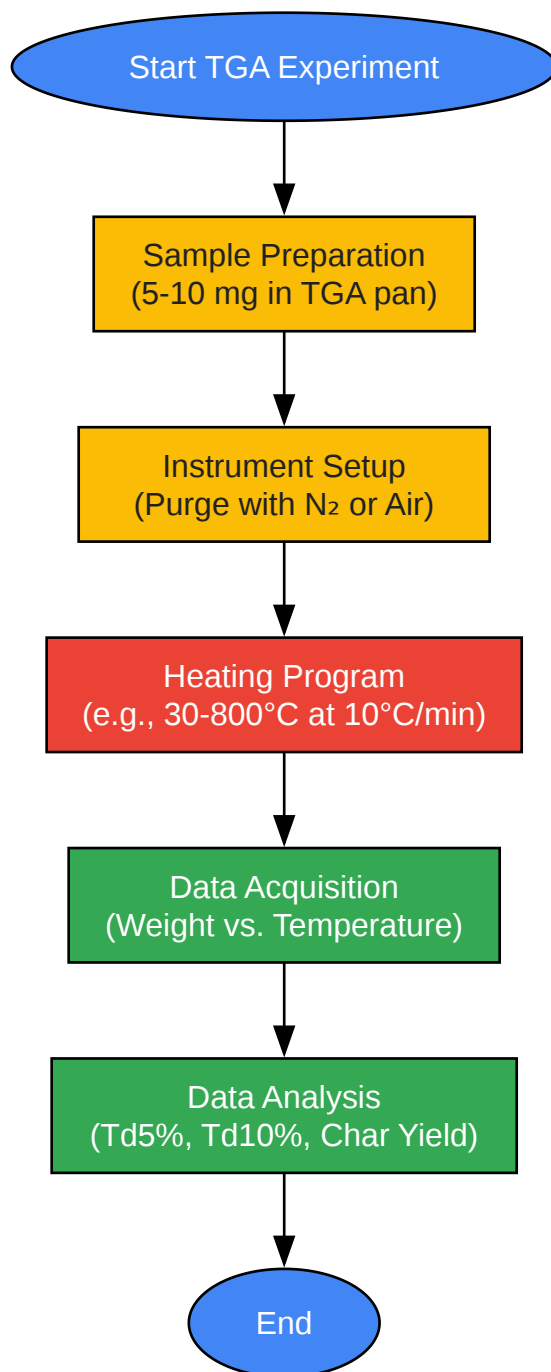 Start TGA Experiment
Sample Preparation
(5-10 mg in TGA pan)
Instrument Setup
(Purge with N₂ or Air)
Heating Program
(e.g., 30-800°C at 10°C/min)
Data Acquisition
(Weight vs. Temperature)
Data Analysis
(Td5%, Td10%, Char Yield)
End